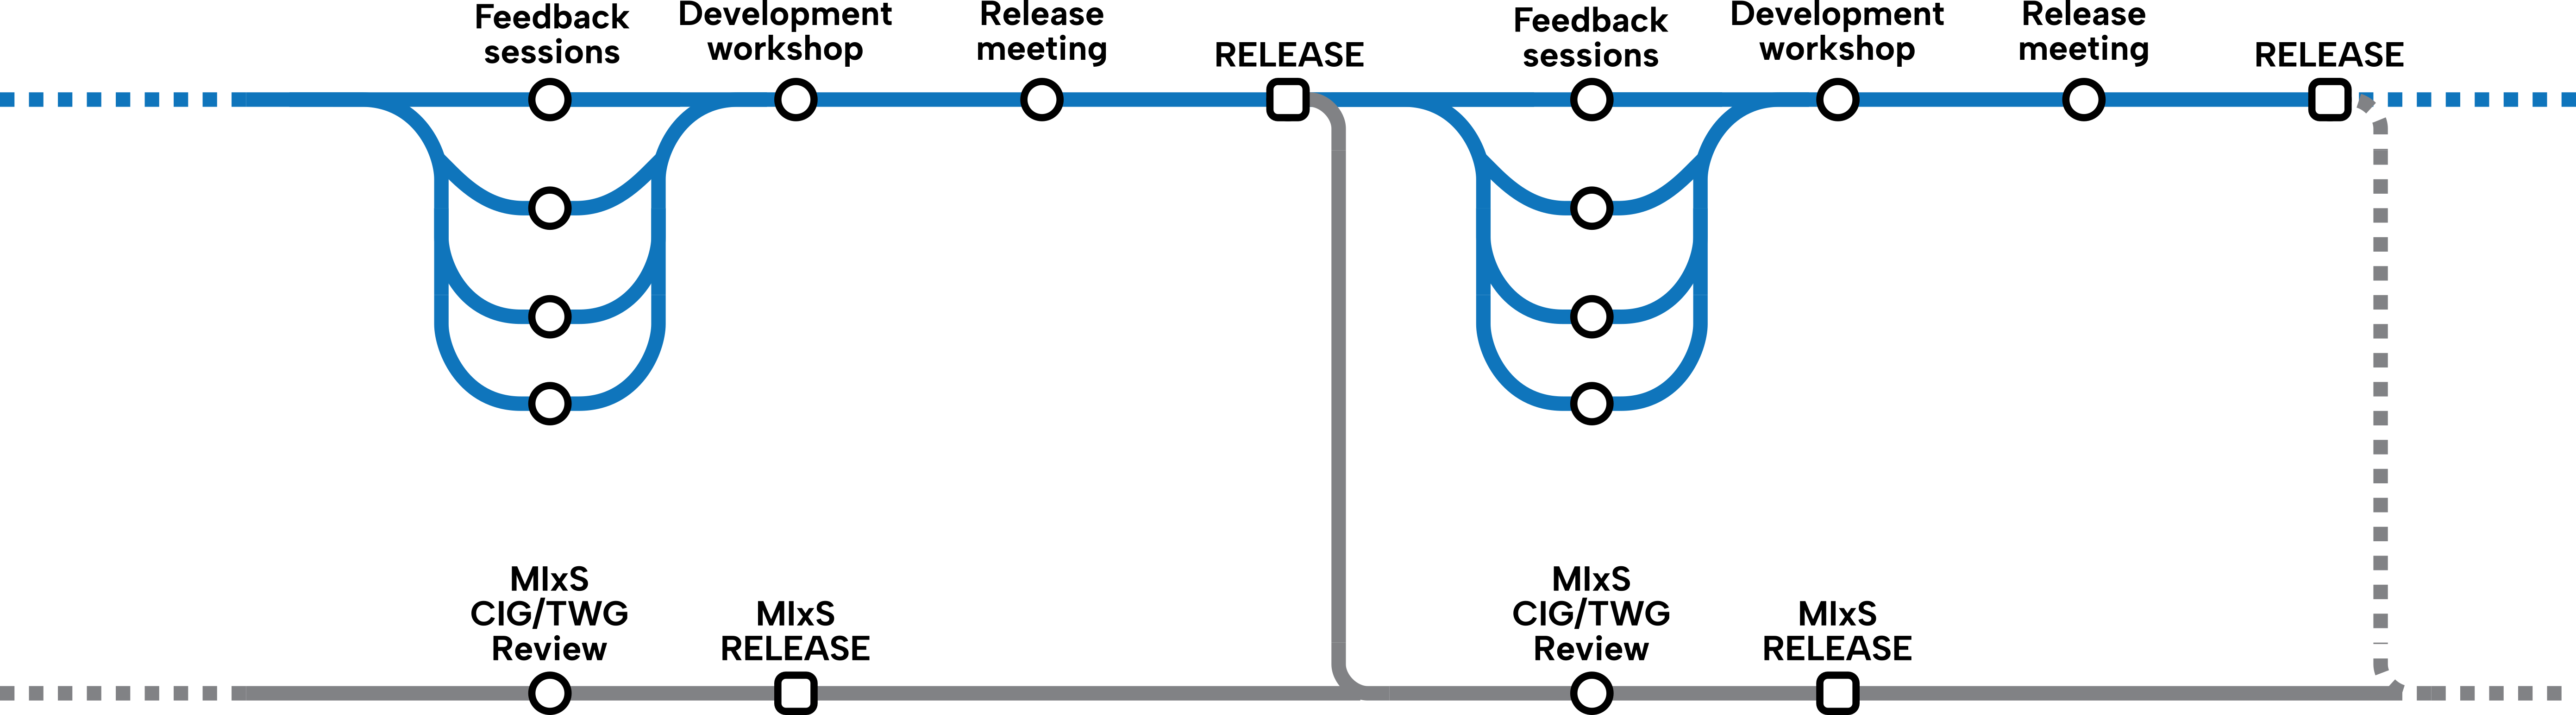 Feedback
sessions
Development
workshop
Release
meeting
RELEASE
Feedback
sessions
Development
workshop
Release
meeting
RELEASE
MIxS
CIG/TWG
Review
MIxS
RELEASE
MIxS
CIG/TWG
Review
MIxS
RELEASE